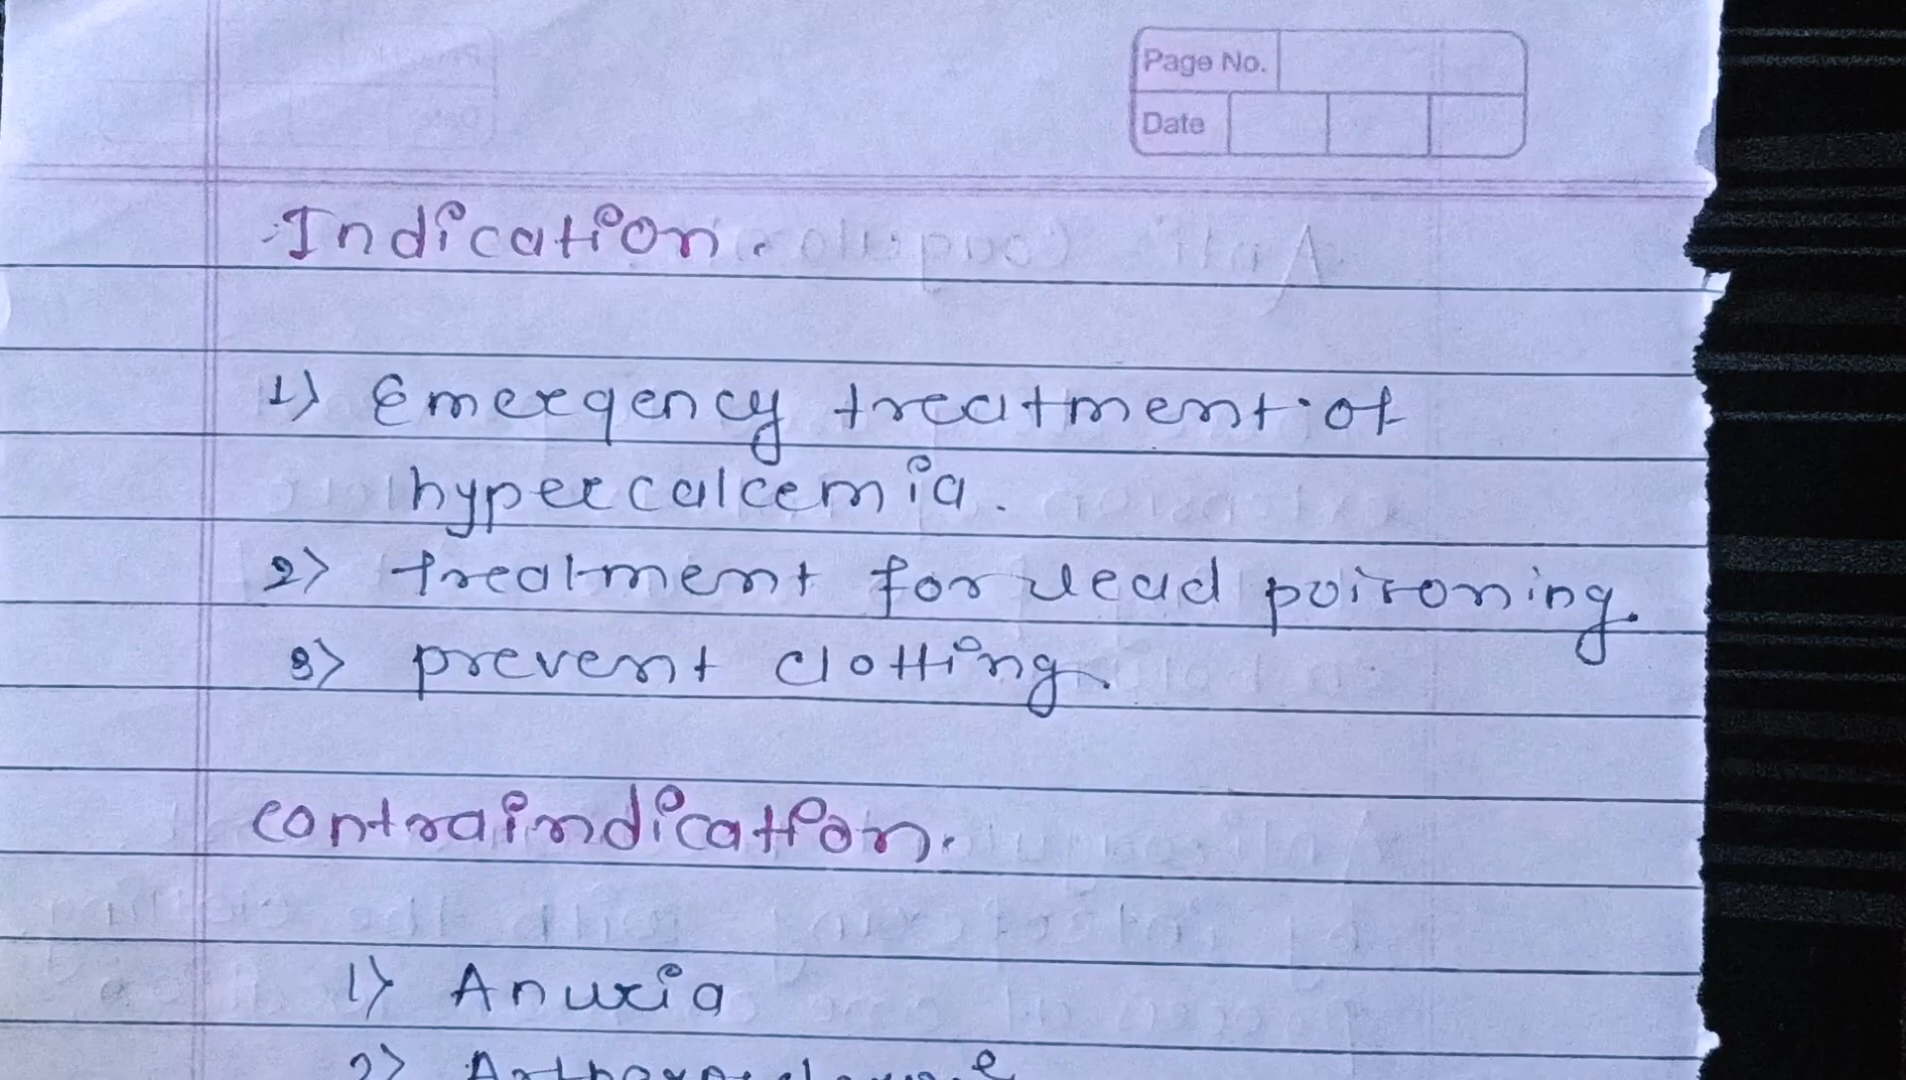 Page No.
Date
Indication.
1) Emergency treatment of
hypercalcemia.
2) treatment for lead poisoning.
3) prevent clotting.
contraindication.
1) Anuria
2)